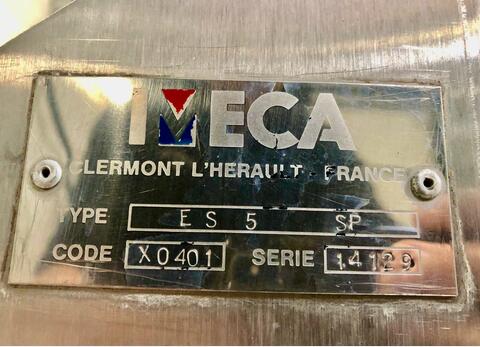 IMECA
CLERMONT L'HERAULT - FRANCE
TYPE ES 5 SP
CODE X0401 SERIE 14129